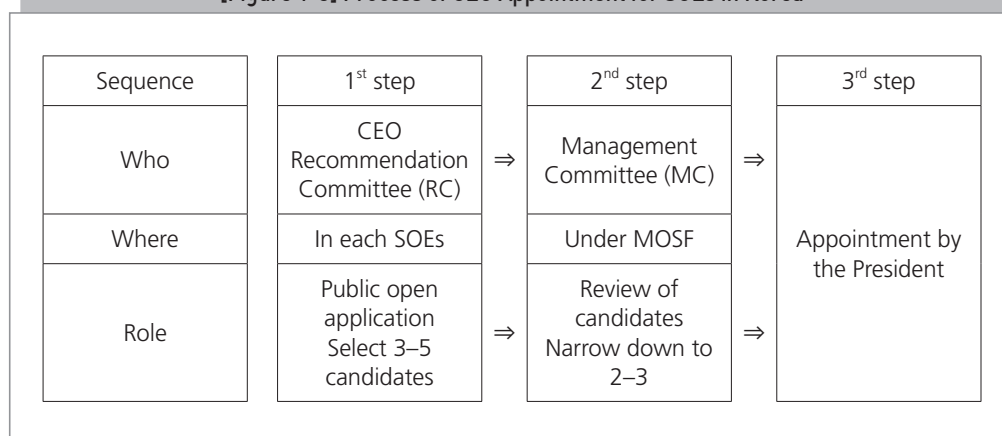 [Figure Process of CEO Appointment for SOEs in Korea
Sequence
1st step
2nd step
3rd step
Who
CEO
Recommendation
Committee (RC)
⇒
Management
Committee (MC)
⇒
Where
In each SOEs
Under MOSF
Appointment by
the President
Role
Public open
application
Select 3–5
candidates
⇒
Review of
candidates
Narrow down to
2–3
⇒